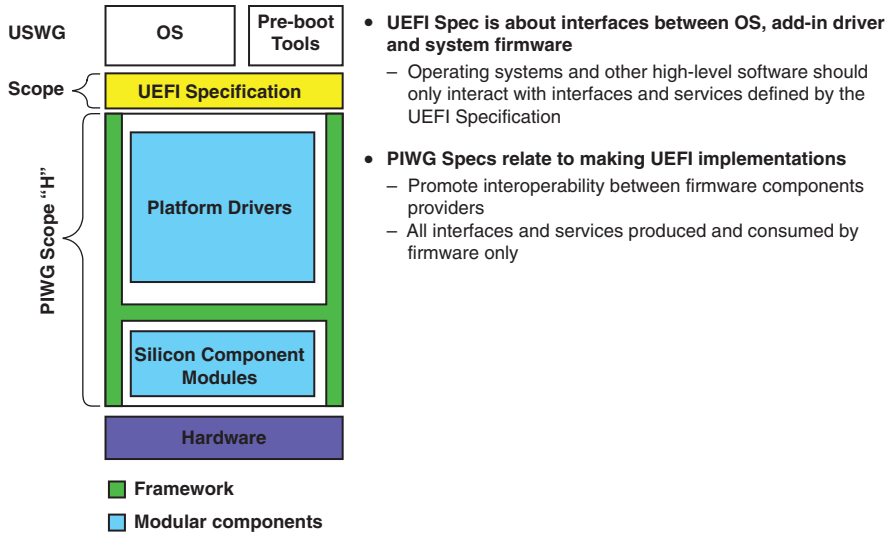 USWG
OS
Pre-boot
Tools
Scope
UEFI Specification
PIWG Scope “H”
Platform Drivers
Silicon Component
Modules
Hardware
Framework
Modular components
• UEFI Spec is about interfaces between OS, add-in driver
and system firmware
– Operating systems and other high-level software should
only interact with interfaces and services defined by the
UEFI Specification
• PIWG Specs relate to making UEFI implementations
– Promote interoperability between firmware components
providers
– All interfaces and services produced and consumed by
firmware only